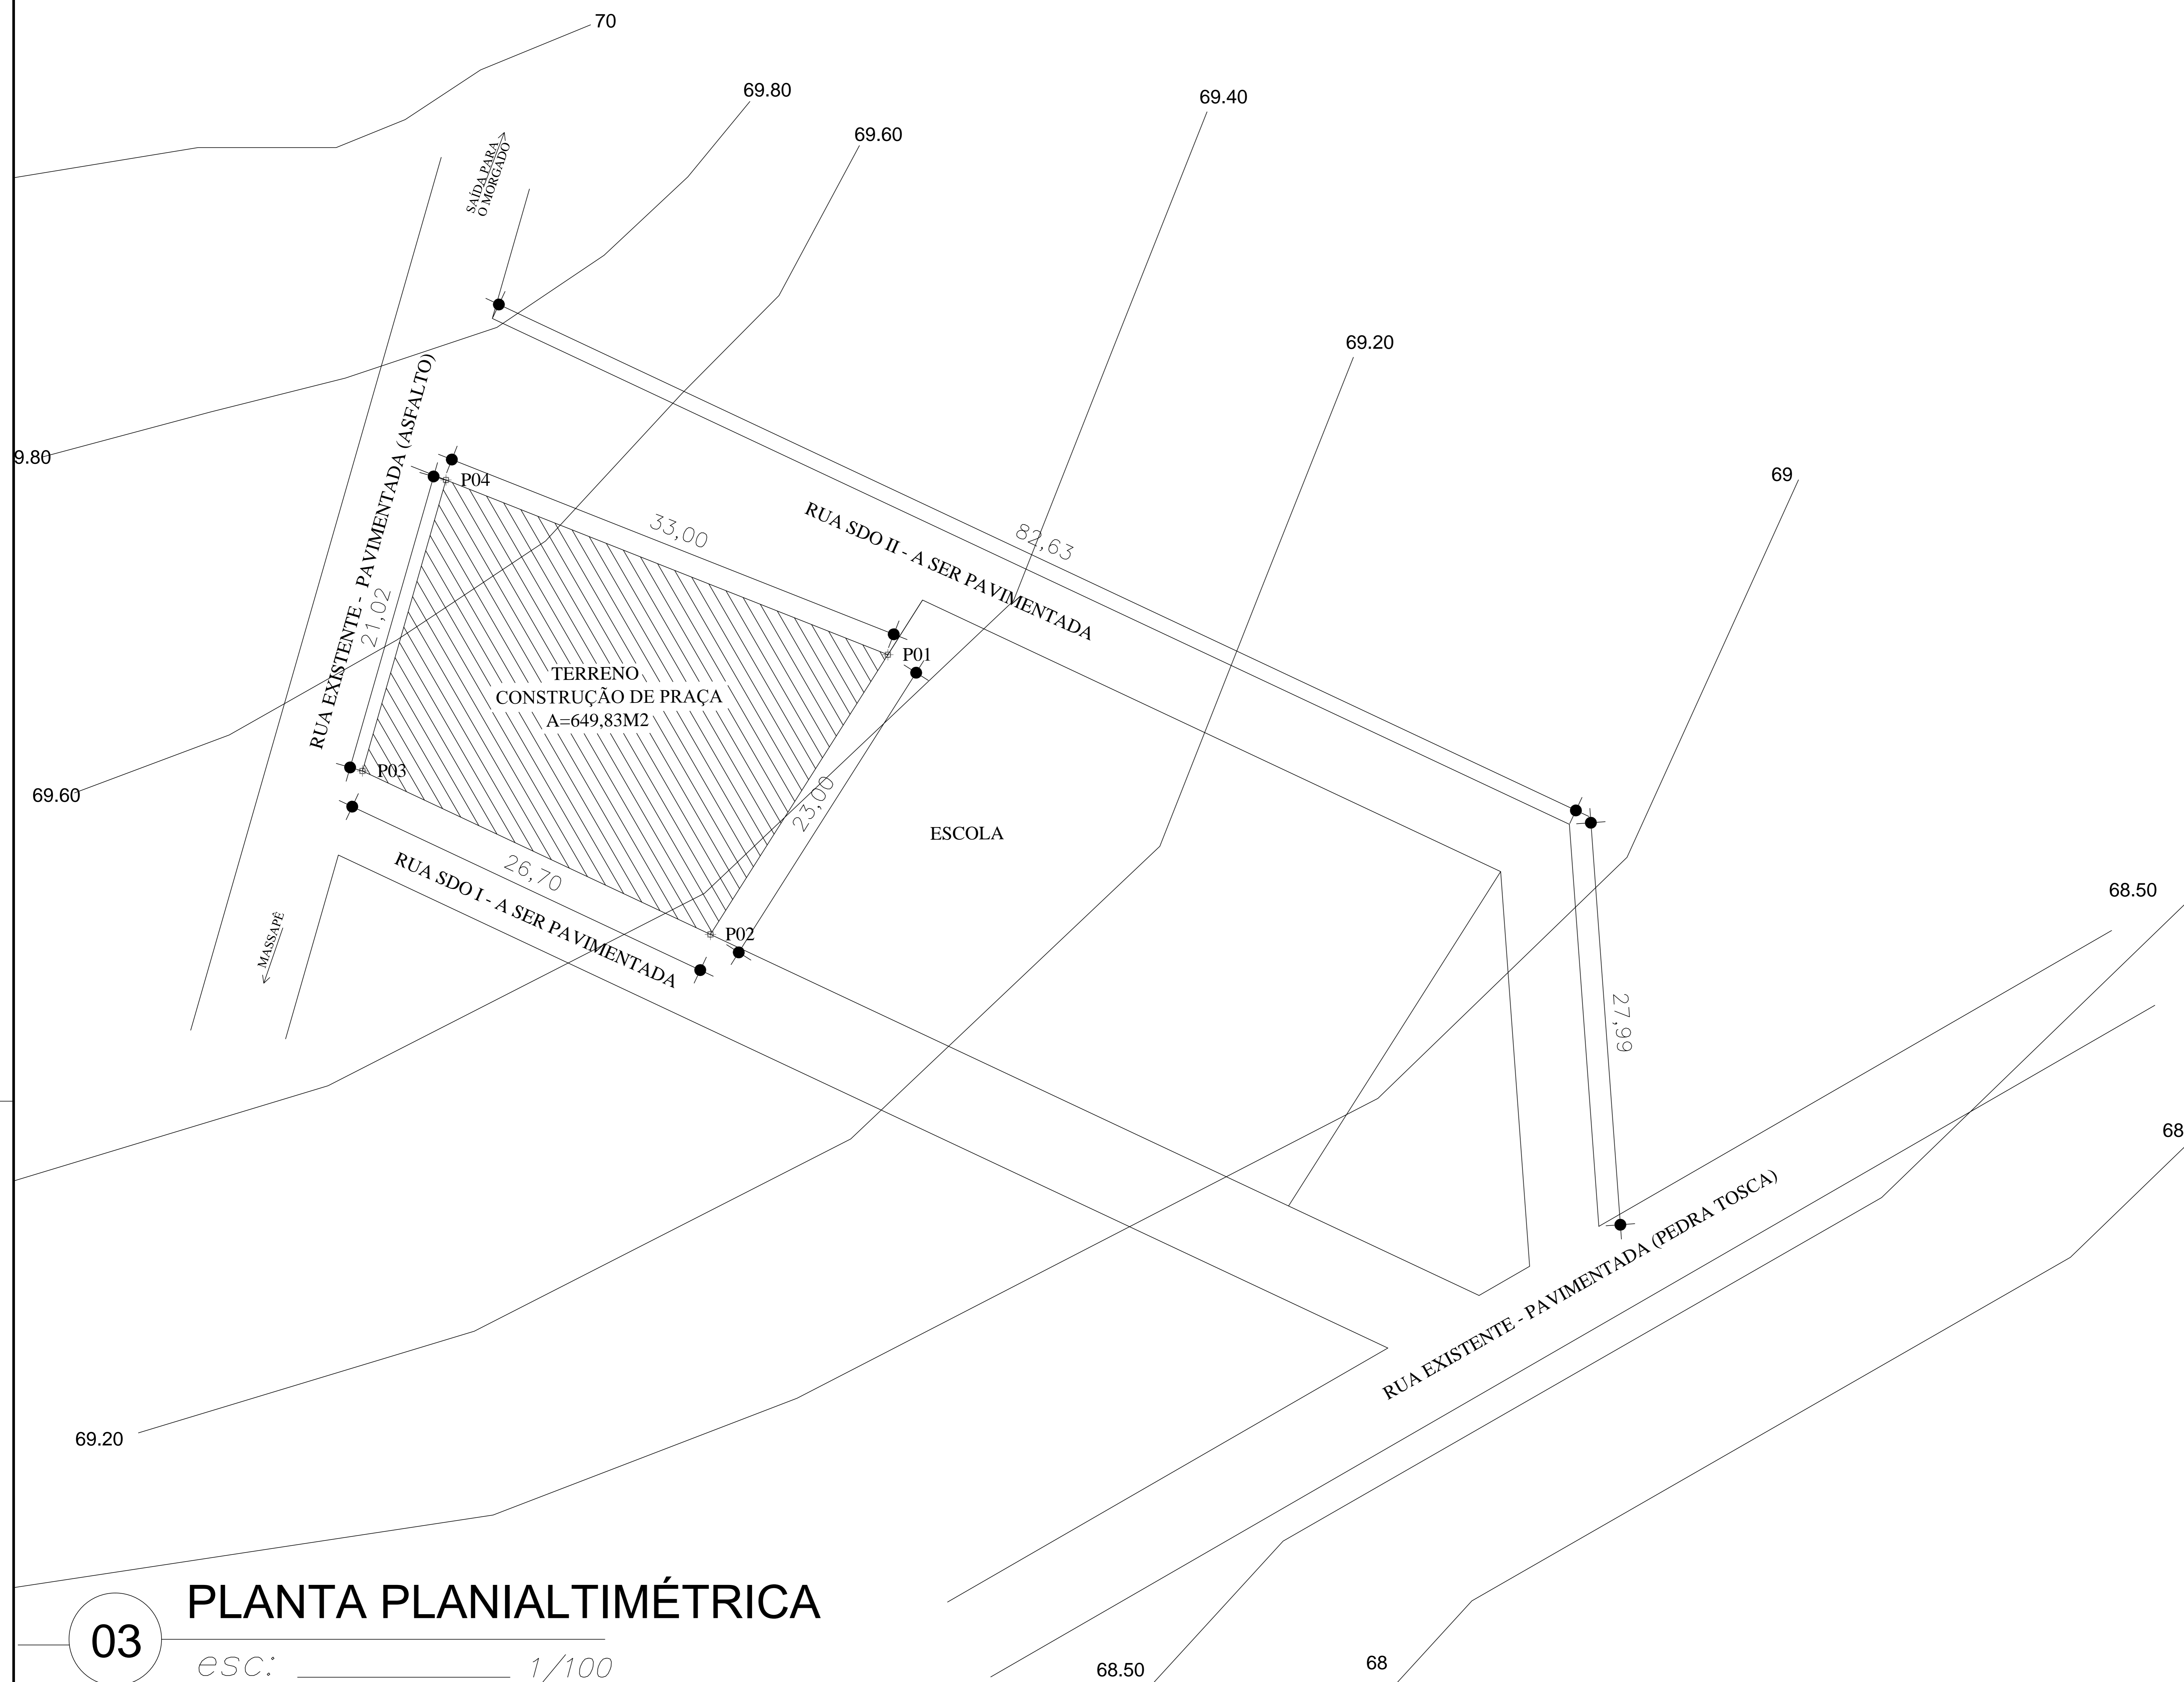 70
69.80
69.60
69.40
SAÍDA PARA
O MORGADO
69.20
9.80
69
RUA EXISTENTE - PAVIMENTADA (ASFALTO)
P04
33,00
RUA SDO II - A SER PAVIMENTADA
82,63
21,02
P01
TERRENO
CONSTRUÇÃO DE PRAÇA
A=649,83M2
P03
69.60
23,00
ESCOLA
26,70
RUA SDO I - A SER PAVIMENTADA
MASSAPÊ
P02
68.50
27,99
68
RUA EXISTENTE - PAVIMENTADA (PEDRA TOSCA)
69.20
PLANTA PLANIALTIMÉTRICA
03
esc: 1/100
68.50
68